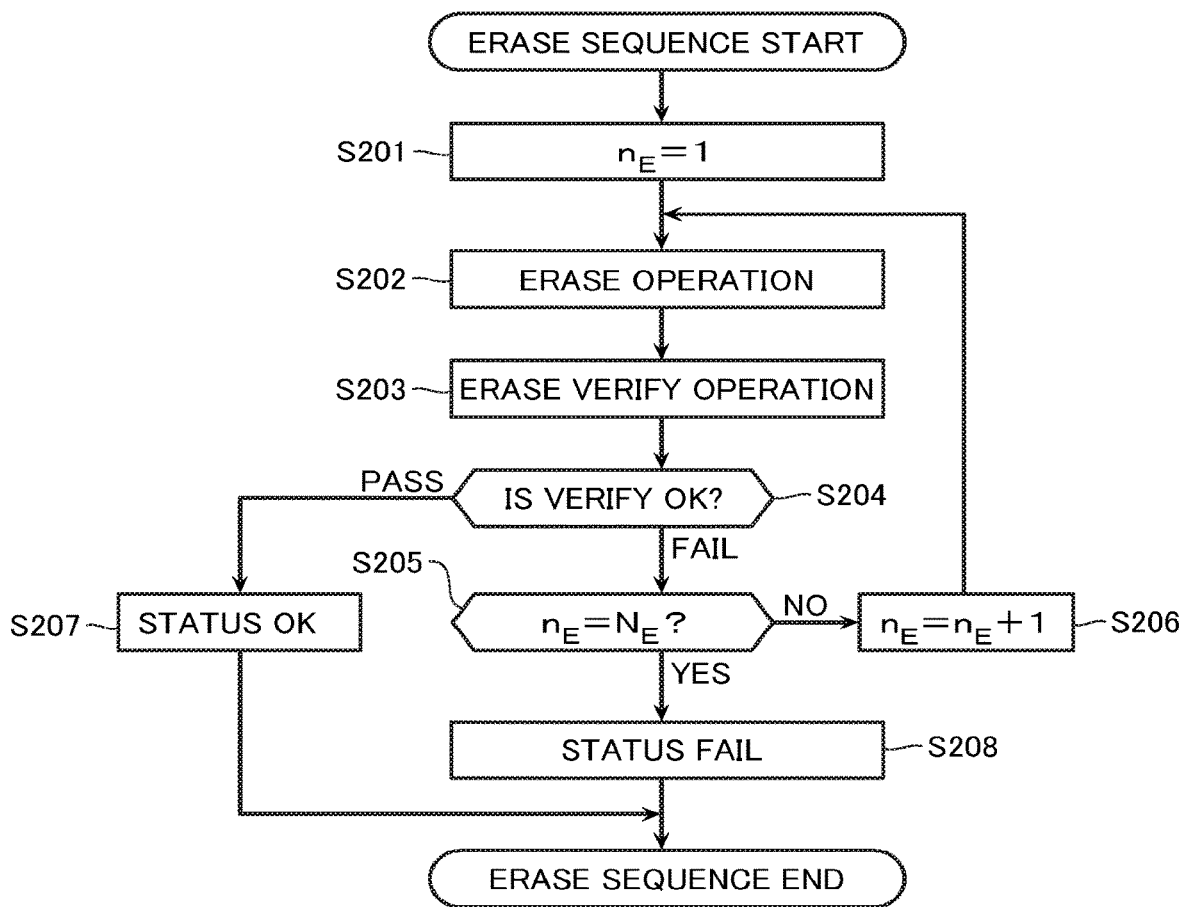 ERASE SEQUENCE START
S201
n_E=1
S202
ERASE OPERATION
S203
ERASE VERIFY OPERATION
PASS
IS VERIFY OK?
S204
FAIL
S205
S207
STATUS OK
n_E=N_E?
NO
n_E=n_E+1
S206
YES
STATUS FAIL
S208
ERASE SEQUENCE END